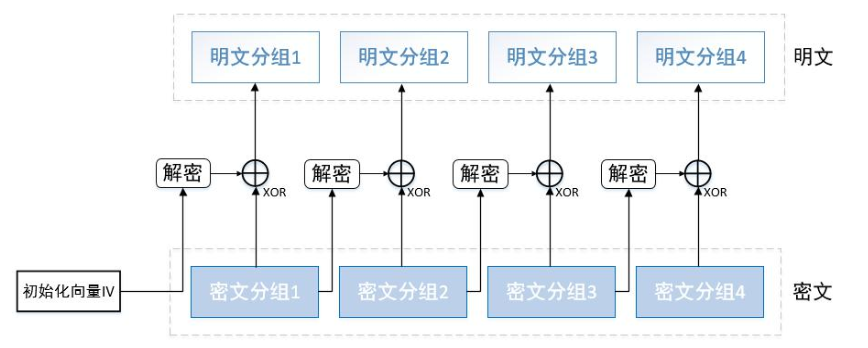 明文分组1 明文分组2 明文分组3 明文分组4 明文
解密 解密 解密 解密
XOR XOR XOR XOR
初始化向量IV 密文分组1 密文分组2 密文分组3 密文分组4 密文